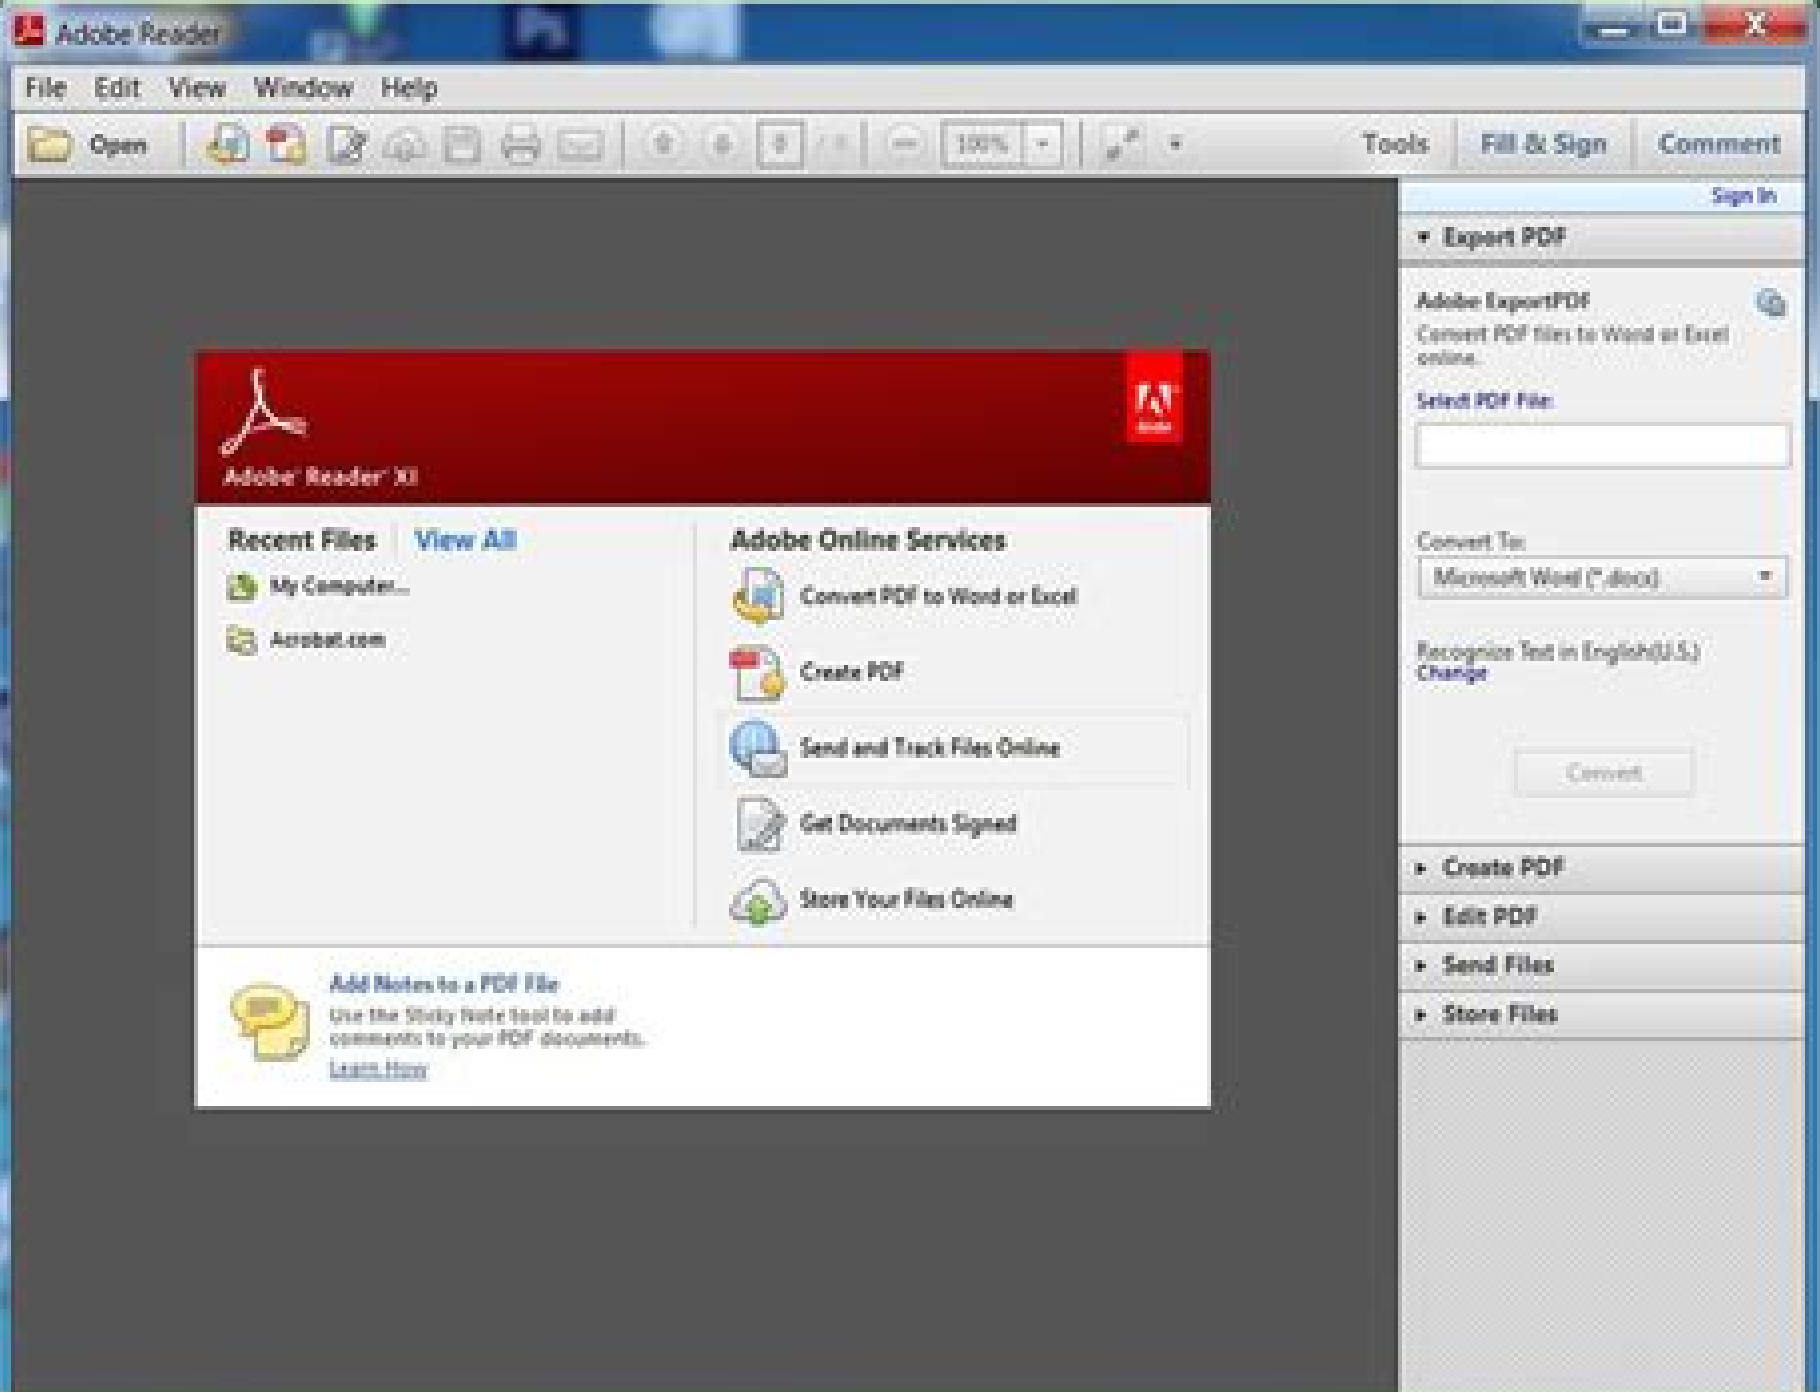 Adobe Reader
File Edit View Window Help
Open 100% Tools Fill & Sign Comment
Sign In
Export PDF
Adobe ExportPDF
Convert PDF files to Word or Excel
online.
Select PDF File:
Convert To:
Microsoft Word (*.docx)
Recognize Text in English(U.S.)
Change
Convert
Create PDF
Edit PDF
Send Files
Store Files
Adobe
Adobe® Reader® XI
Recent Files View All
My Computer...
Acrobat.com
Adobe Online Services
Convert PDF to Word or Excel
Create PDF
Send and Track Files Online
Get Documents Signed
Store Your Files Online
Add Notes to a PDF File
Use the Sticky Note tool to add
comments to your PDF documents.
Learn How